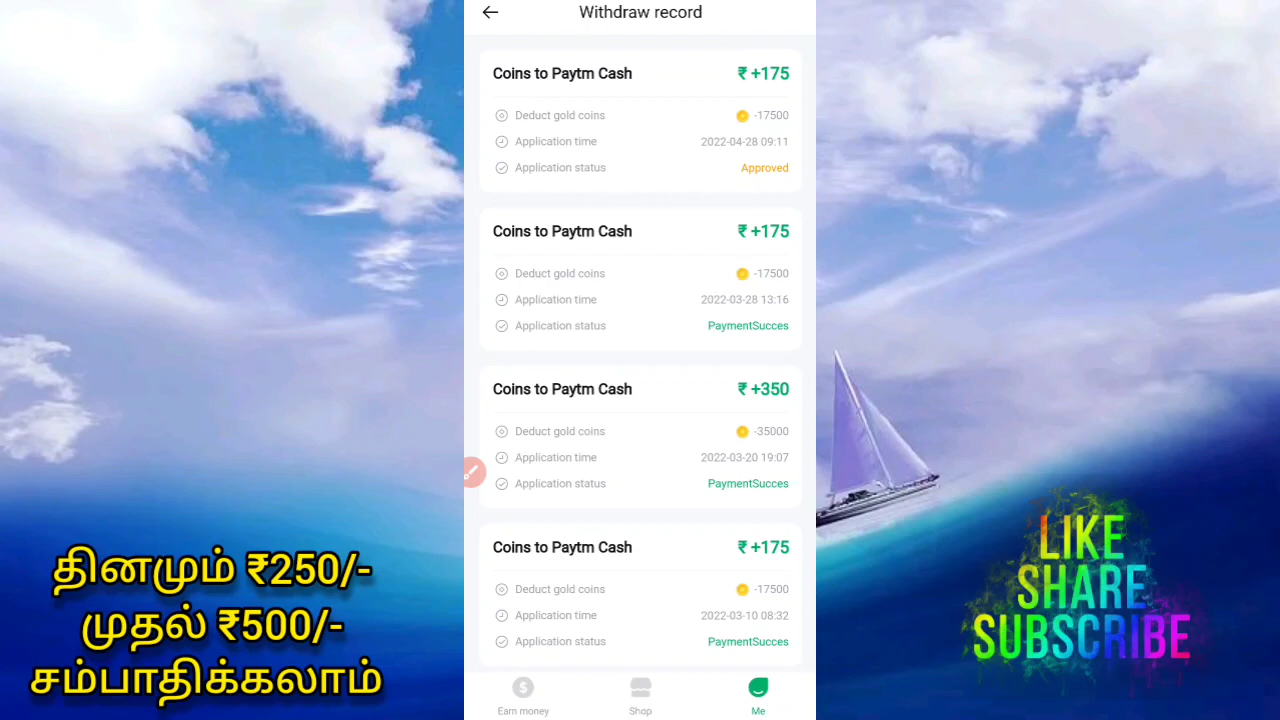 Withdraw record
Coins to Paytm Cash ₹ +175
Deduct gold coins -17500
Application time 2022-04-28 09:11
Application status Approved
Coins to Paytm Cash ₹ +175
Deduct gold coins -17500
Application time 2022-03-28 13:16
Application status PaymentSucces
Coins to Paytm Cash ₹ +350
Deduct gold coins -35000
Application time 2022-03-20 19:07
Application status PaymentSucces
Coins to Paytm Cash ₹ +175
Deduct gold coins -17500
Application time 2022-03-10 08:32
Application status PaymentSucces
Earn money Shop Me
தினமும் ₹250/-
முதல் ₹500/-
சம்பாதிக்கலாம்
LIKE
SHARE
SUBSCRIBE